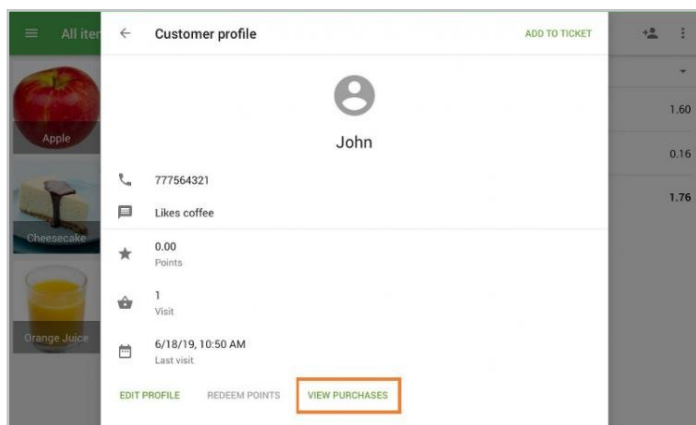 All iter
Customer profile
ADD TO TICKET
John
777564321
Likes coffee
0.00
Points
1
Visit
6/18/19, 10:50 AM
Last visit
EDIT PROFILE REDEEM POINTS VIEW PURCHASES
Apple
Cheesecake
Orange Juice
1.60
0.16
1.76